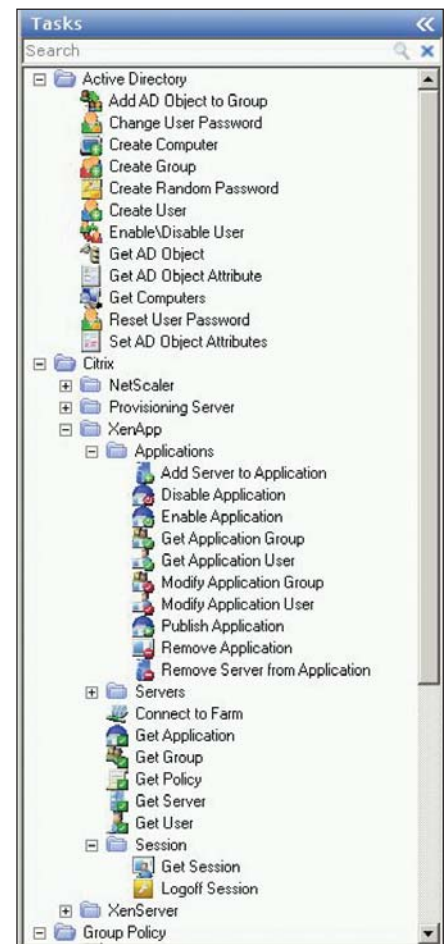 Tasks
Search
Active Directory
Add AD Object to Group
Change User Password
Create Computer
Create Group
Create Random Password
Create User
Enable\Disable User
Get AD Object
Get AD Object Attribute
Get Computers
Reset User Password
Set AD Object Attributes
Citrix
NetScaler
Provisioning Server
XenApp
Applications
Add Server to Application
Disable Application
Enable Application
Get Application Group
Get Application User
Modify Application Group
Modify Application User
Publish Application
Remove Application
Remove Server from Application
Servers
Connect to Farm
Get Application
Get Group
Get Policy
Get Server
Get User
Session
Get Session
Logoff Session
XenServer
Group Policy